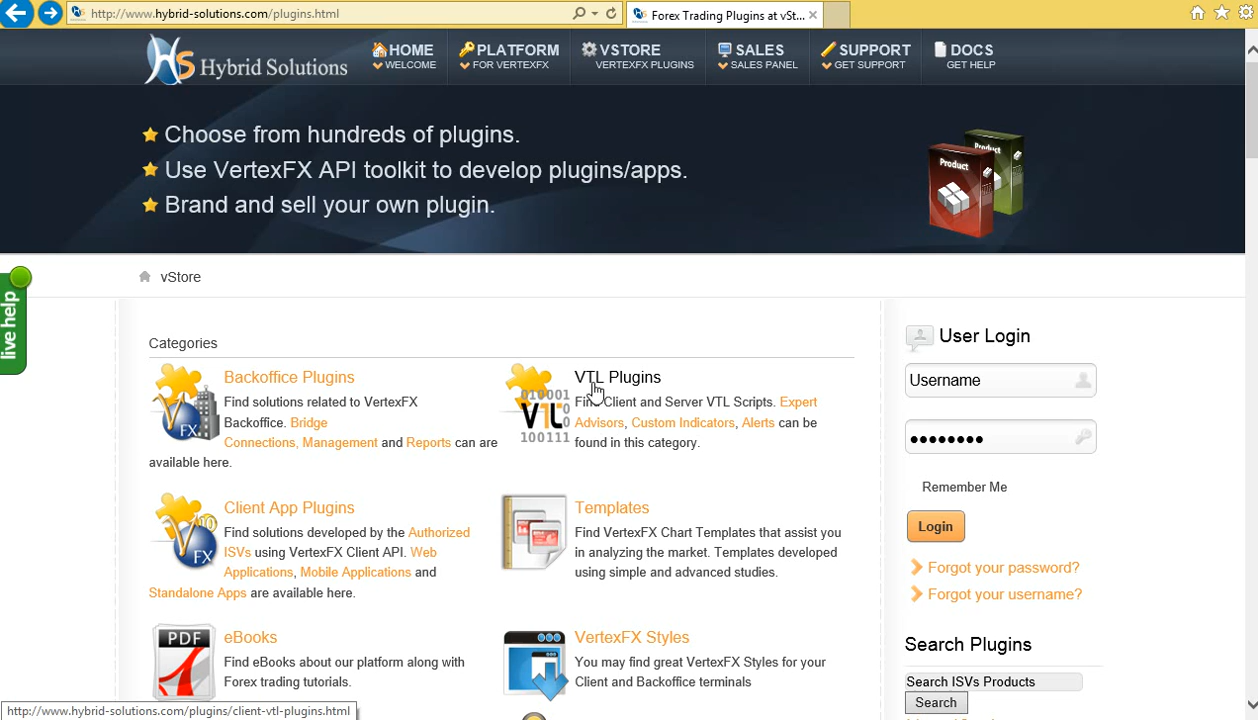 http://www.hybrid-solutions.com/plugins.html
Forex Trading Plugins at vSt...
Hybrid Solutions
HOME
WELCOME
PLATFORM
FOR VERTEXFX
VSTORE
VERTEXFX PLUGINS
SALES
SALES PANEL
SUPPORT
GET SUPPORT
DOCS
GET HELP
Choose from hundreds of plugins.
Use VertexFX API toolkit to develop plugins/apps.
Brand and sell your own plugin.
Product
Product
live help
vStore
Categories
Backoffice Plugins
Find solutions related to VertexFX
Backoffice. Bridge
Connections, Management and Reports can are
available here.
FX
VTL Plugins
Find Client and Server VTL Scripts. Expert
Advisors, Custom Indicators, Alerts can be
found in this category.
010001
VTL
100111
Client App Plugins
Find solutions developed by the Authorized
ISVs using VertexFX Client API. Web
Applications, Mobile Applications and
Standalone Apps are available here.
FX
Templates
Find VertexFX Chart Templates that assist you
in analyzing the market. Templates developed
using simple and advanced studies.
PDF
eBooks
Find eBooks about our platform along with
Forex trading tutorials.
VertexFX Styles
You may find great VertexFX Styles for your
Client and Backoffice terminals
User Login
Username
Remember Me
Login
Forgot your password?
Forgot your username?
Search Plugins
Search ISVs Products
Search
http://www.hybrid-solutions.com/plugins/client-vtl-plugins.html